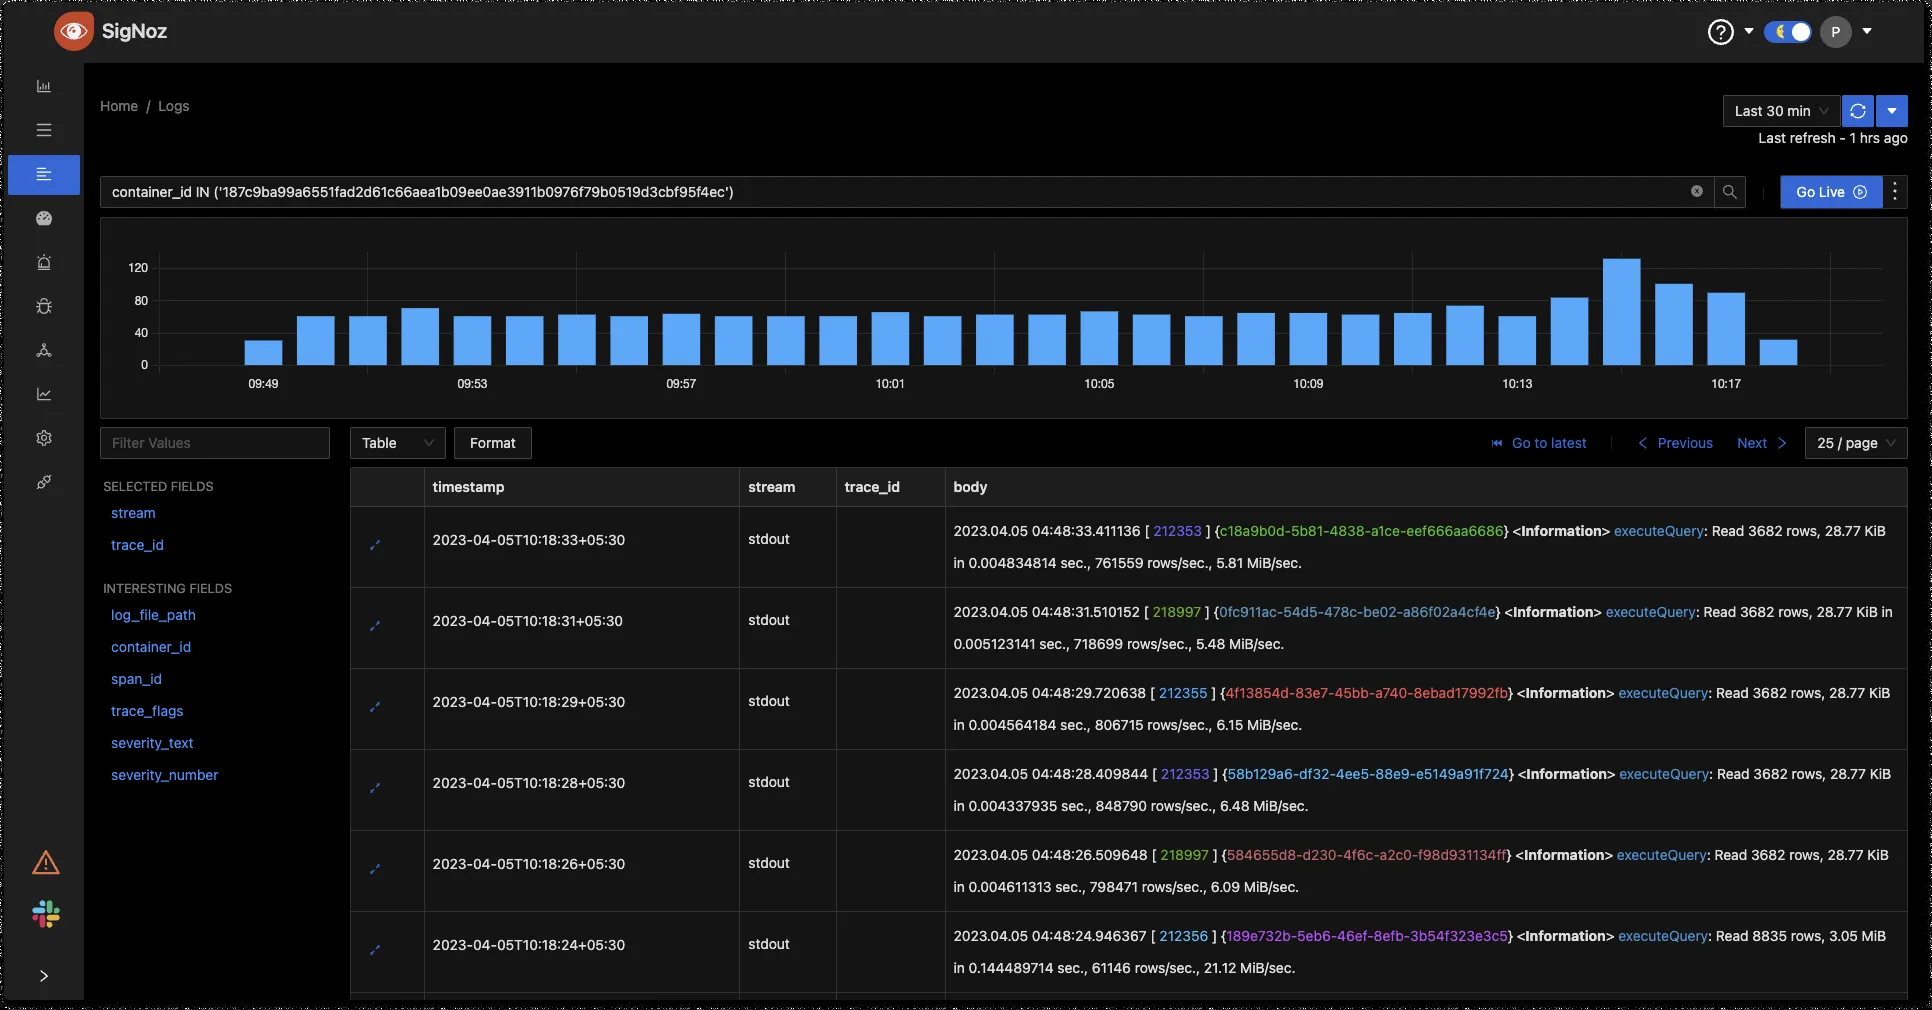 SigNoz
P
Home / Logs
Last 30 min
Last refresh - 1 hrs ago
container_id IN ('187c9ba99a6551fad2d61c66aea1b09ee0ae3911b0976f79b0519d3cbf95f4ec')
Go Live
120
80
40
0
09:49 09:53 09:57 10:01 10:05 10:09 10:13 10:17
Filter Values
Table
Format
Go to latest
Previous
Next
25 / page
SELECTED FIELDS
stream
trace_id
INTERESTING FIELDS
log_file_path
container_id
span_id
trace_flags
severity_text
severity_number
timestamp stream trace_id body
2023-04-05T10:18:33+05:30 stdout 2023.04.05 04:48:33.411136 [ 212353 ] {c18a9b0d-5b81-4838-a1ce-eef666aa6686} <Information> executeQuery: Read 3682 rows, 28.77 KiB
in 0.004834814 sec., 761559 rows/sec., 5.81 MiB/sec.
2023-04-05T10:18:31+05:30 stdout 2023.04.05 04:48:31.510152 [ 218997 ] {0fc911ac-54d5-478c-be02-a86f02a4cf4e} <Information> executeQuery: Read 3682 rows, 28.77 KiB in
0.005123141 sec., 718699 rows/sec., 5.48 MiB/sec.
2023-04-05T10:18:29+05:30 stdout 2023.04.05 04:48:29.720638 [ 212355 ] {4f13854d-83e7-45bb-a740-8ebad17992fb} <Information> executeQuery: Read 3682 rows, 28.77 KiB
in 0.004564184 sec., 806715 rows/sec., 6.15 MiB/sec.
2023-04-05T10:18:28+05:30 stdout 2023.04.05 04:48:28.409844 [ 212353 ] {58b129a6-df32-4ee5-88e9-e5149a91f724} <Information> executeQuery: Read 3682 rows, 28.77 KiB
in 0.004337935 sec., 848790 rows/sec., 6.48 MiB/sec.
2023-04-05T10:18:26+05:30 stdout 2023.04.05 04:48:26.509648 [ 218997 ] {584655d8-d230-4f6c-a2c0-f98d931134ff} <Information> executeQuery: Read 3682 rows, 28.77 KiB
in 0.004611313 sec., 798471 rows/sec., 6.09 MiB/sec.
2023-04-05T10:18:24+05:30 stdout 2023.04.05 04:48:24.946367 [ 212356 ] {189e732b-5eb6-46ef-8efb-3b54f323e3c5} <Information> executeQuery: Read 8835 rows, 3.05 MiB
in 0.144489714 sec., 61146 rows/sec., 21.12 MiB/sec.